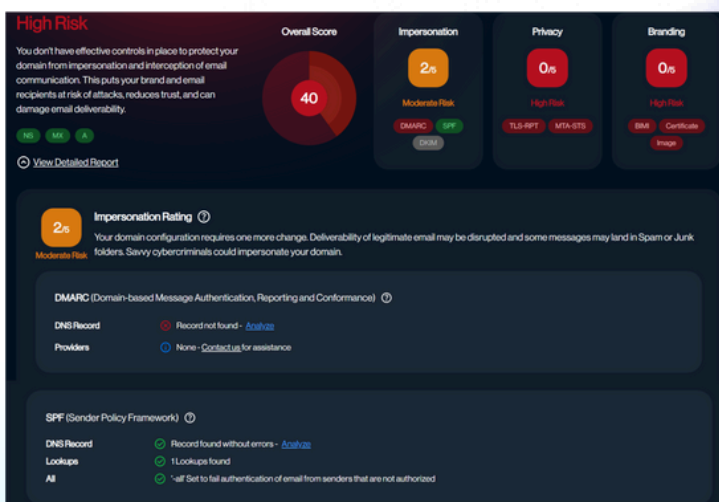 High Risk
You don't have effective controls in place to protect your
domain from impersonation and interception of email
communication. This puts your brand and email
recipients at risk of attacks, reduces trust, and can
damage email deliverability.
NS MX A
View Detailed Report
Overall Score
40
Impersonation
2/5
Moderate Risk
DMARC SPF
DKIM
Privacy
0/5
High Risk
TLS-RPT MTA-STS
Branding
0/5
High Risk
BIMI Certificate
Image
2/5
Moderate Risk
Impersonation Rating ?
Your domain configuration requires one more change. Deliverability of legitimate email may be disrupted and some messages may land in Spam or Junk
folders. Savvy cybercriminals could impersonate your domain.
DMARC (Domain-based Message Authentication, Reporting and Conformance) ?
DNS Record Record not found - Analyze
Providers None - Contact us for assistance
SPF (Sender Policy Framework) ?
DNS Record Record found without errors - Analyze
Lookups 1 Lookups found
All '-all' Set to fail authentication of email from senders that are not authorized